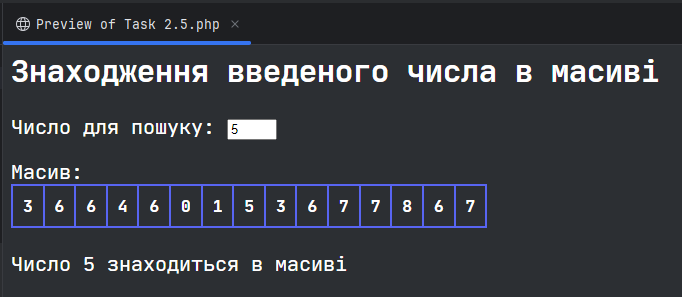 Preview of Task 2.5.php
Знаходження введеного числа в масиві
Число для пошуку: 5
Масив:
3 6 6 4 6 0 1 5 3 6 7 7 8 6 7
Число 5 знаходиться в масиві